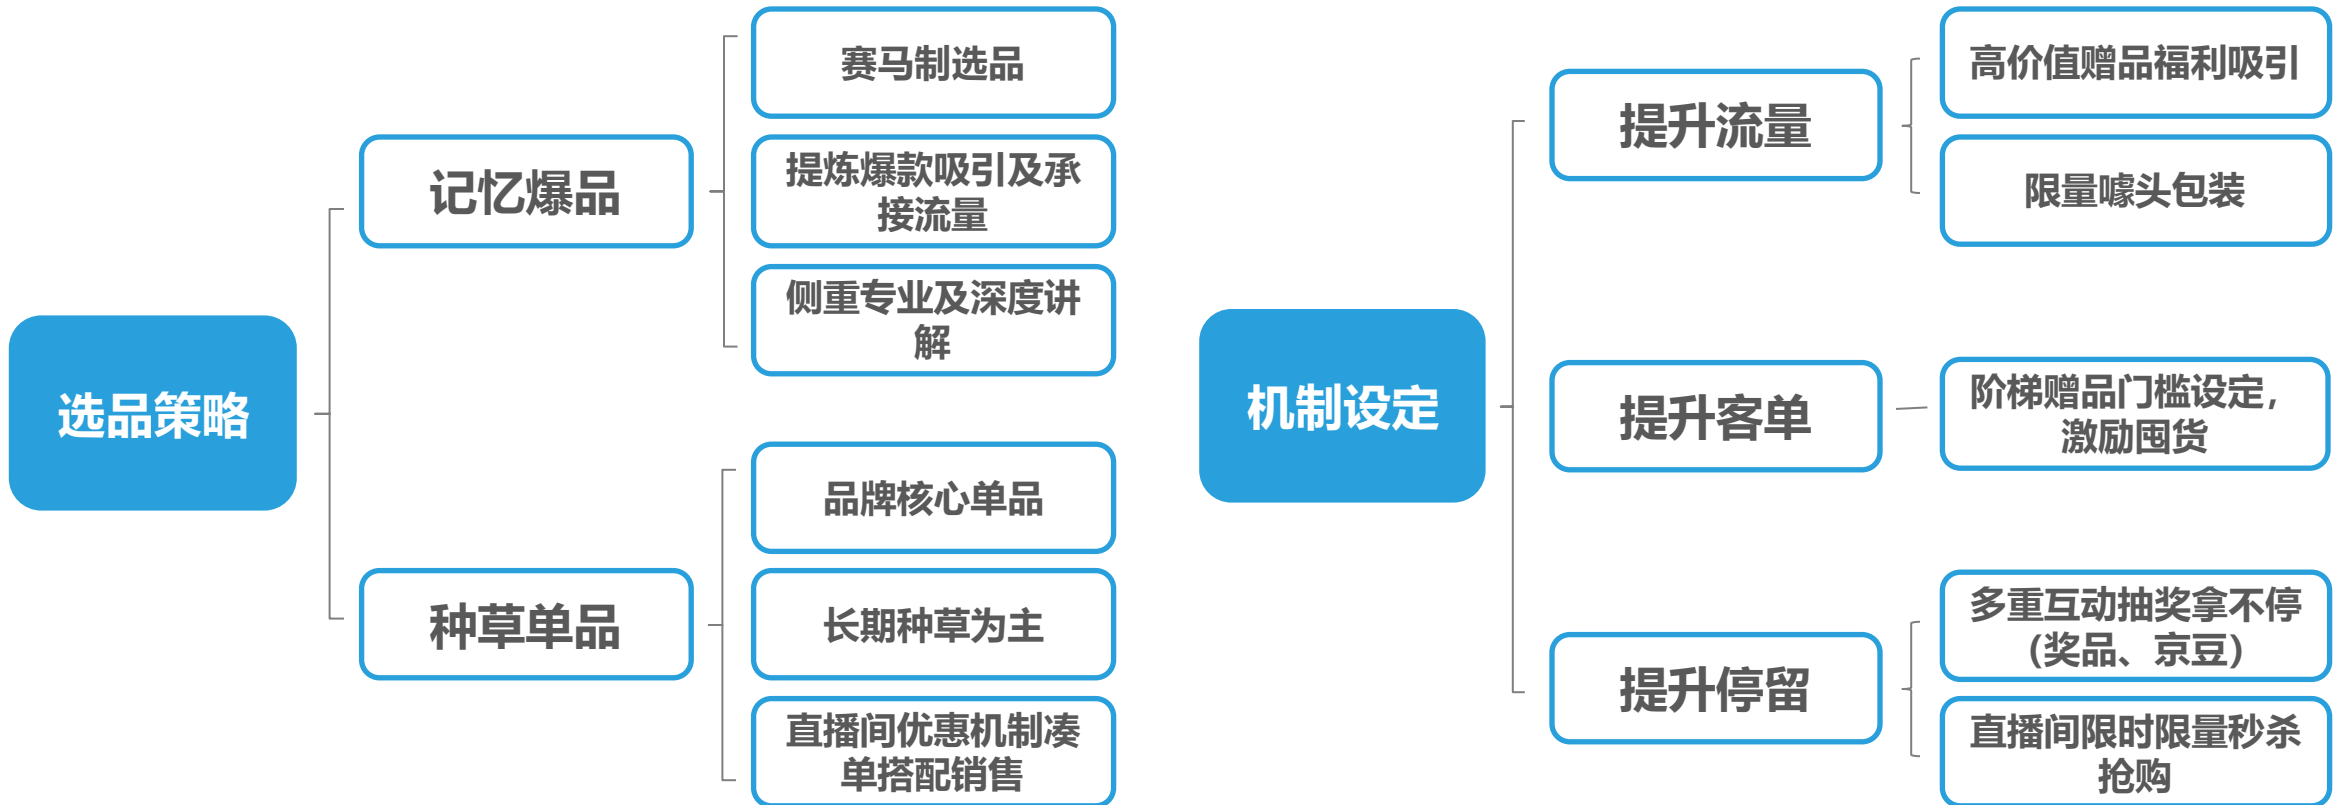 选品策略
记忆爆品
赛马制选品
提炼爆款吸引及承
接流量
侧重专业及深度讲
解
种草单品
品牌核心单品
长期种草为主
直播间优惠机制凑
单搭配销售
机制设定
提升流量
高价值赠品福利吸引
限量噱头包装
提升客单
阶梯赠品门槛设定，
激励囤货
提升停留
多重互动抽奖拿不停
（奖品、京豆）
直播间限时限量秒杀
抢购